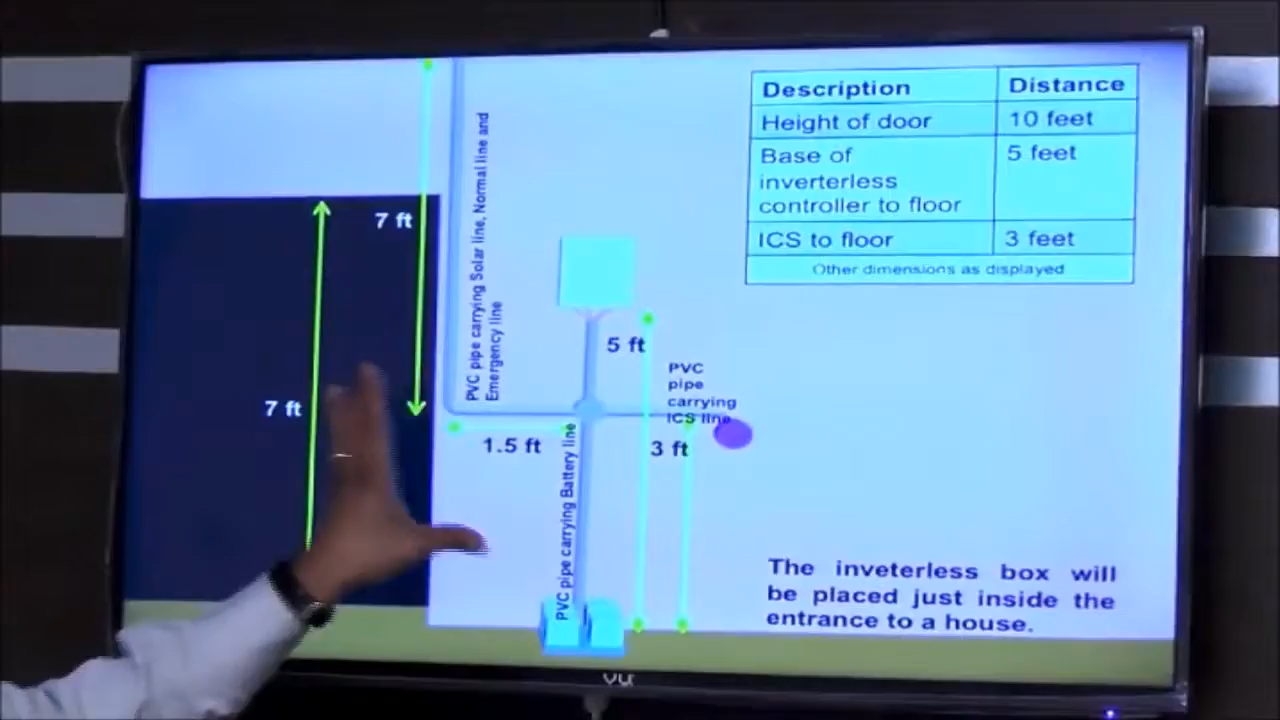 Description Distance
Height of door 10 feet
Base of 5 feet
inverterless
controller to floor
ICS to floor 3 feet
Other dimensions as displayed
7 ft
PVC pipe carrying Solar line, Normal line and
Emergency line
5 ft
PVC
pipe
carrying
ICS line
7 ft
1.5 ft
3 ft
PVC pipe carrying Battery line
The inveterless box will
be placed just inside the
entrance to a house.
VU